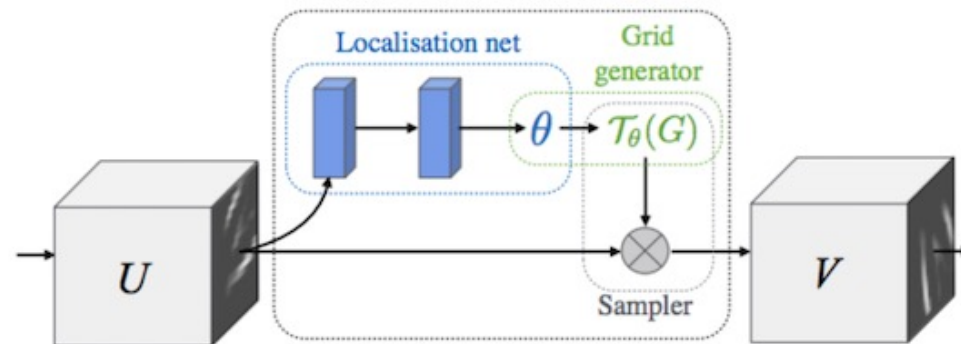 Localisation net
Grid
generator
θ
𝒯θ(G)
U
V
Sampler